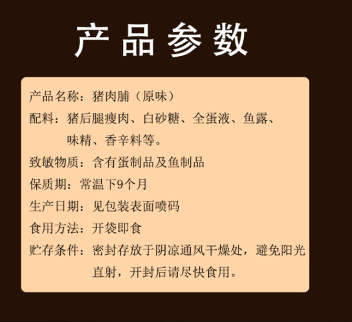 产品参数
产品名称：猪肉脯（原味）
配料：猪后腿瘦肉、白砂糖、全蛋液、鱼露、
味精、香辛料等。
致敏物质：含有蛋制品及鱼制品
保质期：常温下9个月
生产日期：见包装表面喷码
食用方法：开袋即食
贮存条件：密封存放于阴凉通风干燥处，避免阳光
直射，开封后请尽快食用。